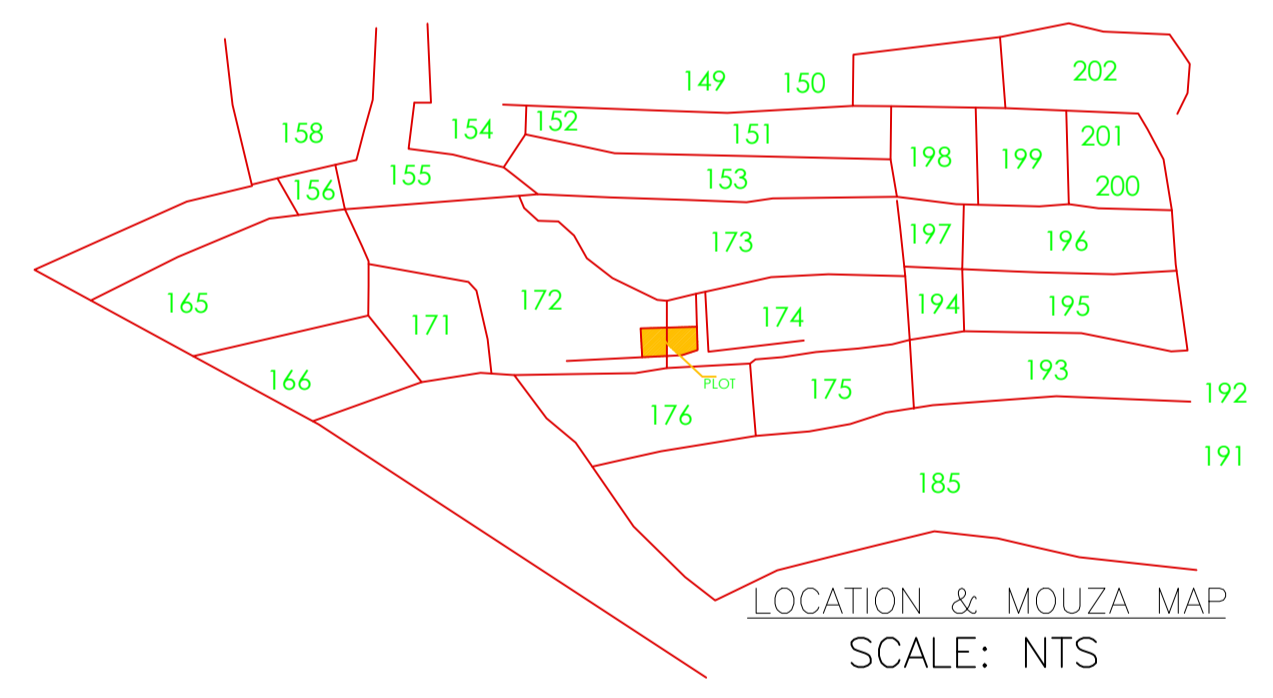 202
149 150
158 154 152 151 201
155 156 153 198 199 200
173 197 196
165 172 174 194 195
171
166 PLOT 193
176 175 192
185 191
LOCATION & MOUZA MAP
SCALE: NTS